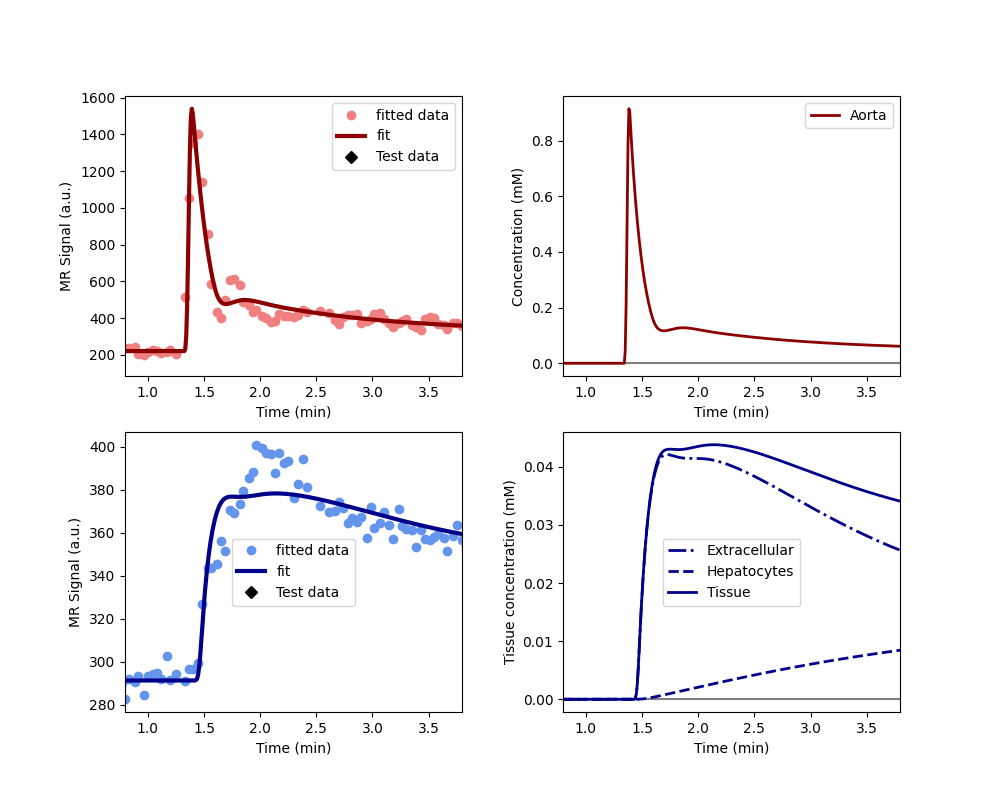 1600
1400
1200
1000
800
600
400
200
MR Signal (a.u.)
fitted data
fit
Test data
1.0 1.5 2.0 2.5 3.0 3.5
Time (min)
0.8
0.6
0.4
0.2
0.0
Concentration (mM)
Aorta
1.0 1.5 2.0 2.5 3.0 3.5
Time (min)
400
380
360
340
320
300
280
MR Signal (a.u.)
fitted data
fit
Test data
1.0 1.5 2.0 2.5 3.0 3.5
Time (min)
0.04
0.03
0.02
0.01
0.00
Tissue concentration (mM)
Extracellular
Hepatocytes
Tissue
1.0 1.5 2.0 2.5 3.0 3.5
Time (min)